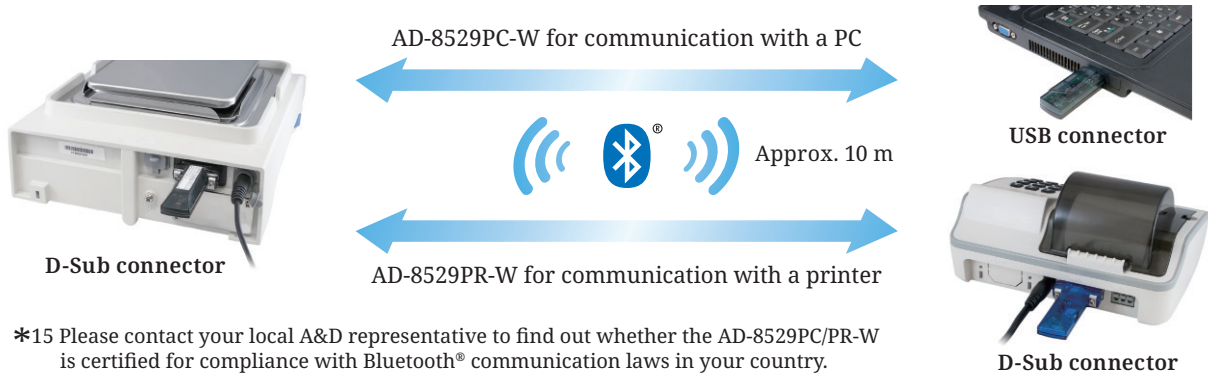 AD-8529PC-W for communication with a PC
USB connector
®
Approx. 10 m
D-Sub connector
AD-8529PR-W for communication with a printer
*15 Please contact your local A&D representative to find out whether the AD-8529PC/PR-W
is certified for compliance with Bluetooth® communication laws in your country.
D-Sub connector